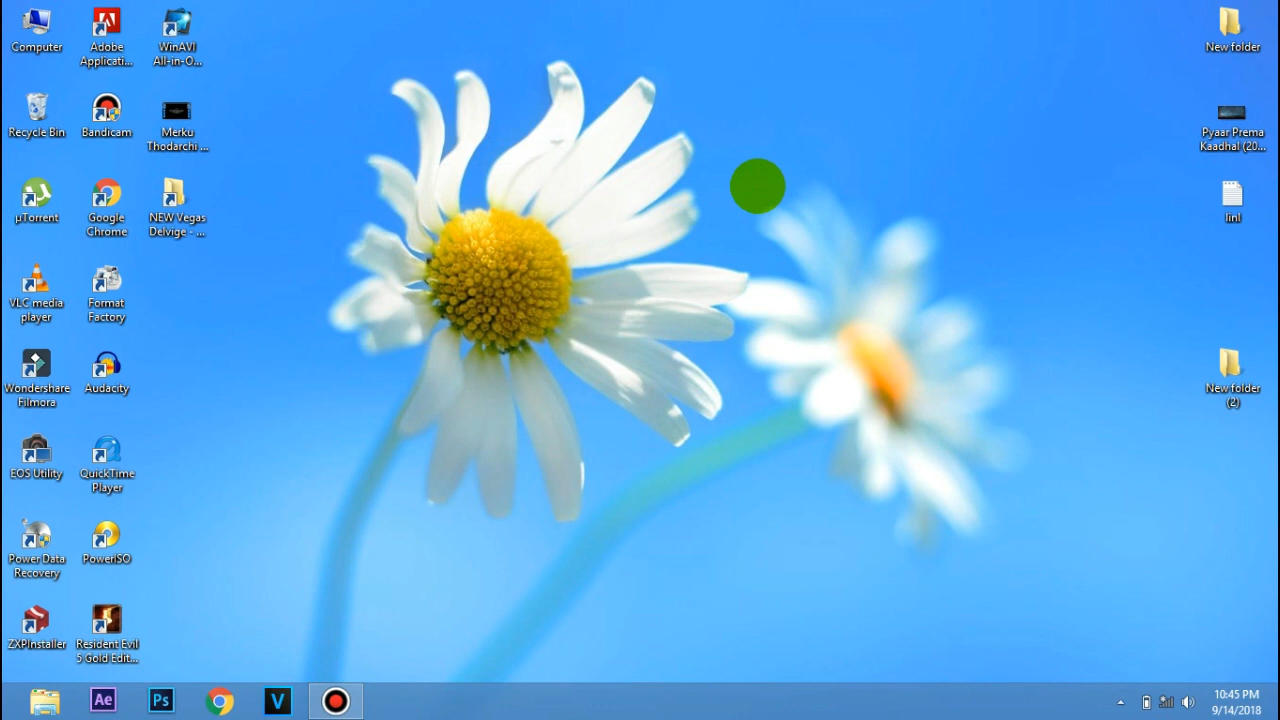 Computer
Adobe
Applicati...
WinAVI
All-in-O...
New folder
Recycle Bin
Bandicam
Merku
Thodarchi ...
Pyaar Prema
Kaadhal (20...
µTorrent
Google
Chrome
NEW Vegas
Delvige - ...
linl
VLC media
player
Format
Factory
Wondershare
Filmora
Audacity
New folder
(2)
EOS Utility
QuickTime
Player
Power Data
Recovery
PowerISO
ZXPInstaller
Resident Evil
5 Gold Edit...
Ae
Ps
V
10:45 PM
9/14/2018